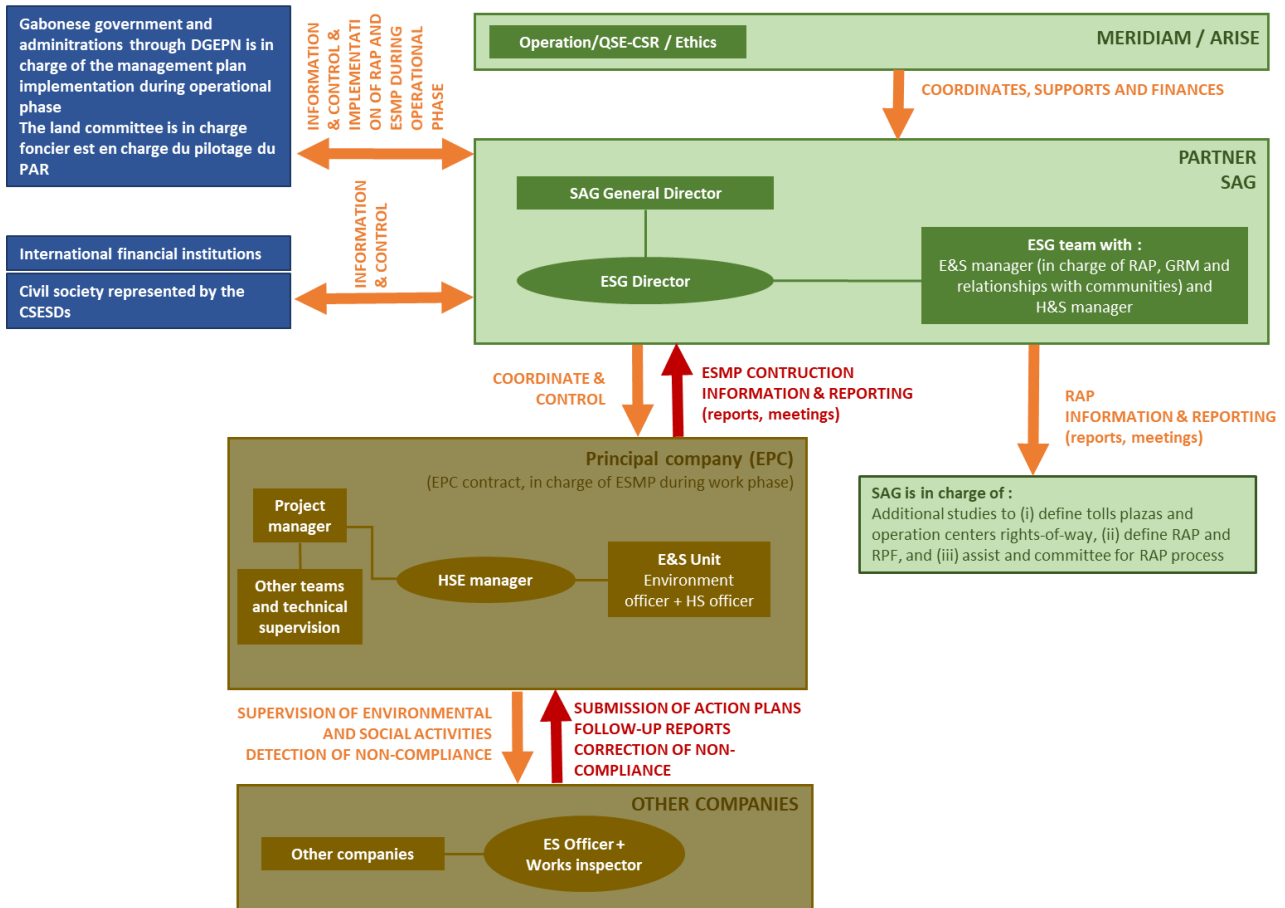 Gabonese government and
adminitrations through DGEPN is in
charge of the management plan
implementation during operational
phase
The land committee is in charge
foncier est en charge du pilotage du
PAR
INFORMATION
& CONTROL &
IMPLEMENTATI
ON OF RAP AND
ESMP DURING
OPERATIONAL
PHASE
Operation/QSE-CSR / Ethics
MERIDIAM / ARISE
COORDINATES, SUPPORTS AND FINANCES
PARTNER
SAG
SAG General Director
ESG Director
ESG team with :
E&S manager (in charge of RAP, GRM and
relationships with communities) and
H&S manager
International financial institutions
Civil society represented by the
CSESDs
INFORMATION
& CONTROL
COORDINATE &
CONTROL
ESMP CONTRUCTION
INFORMATION & REPORTING
(reports, meetings)
RAP
INFORMATION & REPORTING
(reports, meetings)
Principal company (EPC)
(EPC contract, in charge of ESMP during work phase)
Project
manager
Other teams
and technical
supervision
HSE manager
E&S Unit
Environment
officer + HS officer
SAG is in charge of :
Additional studies to (i) define tolls plazas and
operation centers rights-of-way, (ii) define RAP and
RPF, and (iii) assist and committee for RAP process
SUPERVISION OF ENVIRONMENTAL
AND SOCIAL ACTIVITIES
DETECTION OF NON-COMPLIANCE
SUBMISSION OF ACTION PLANS
FOLLOW-UP REPORTS
CORRECTION OF NON-
COMPLIANCE
OTHER COMPANIES
Other companies
ES Officer +
Works inspector